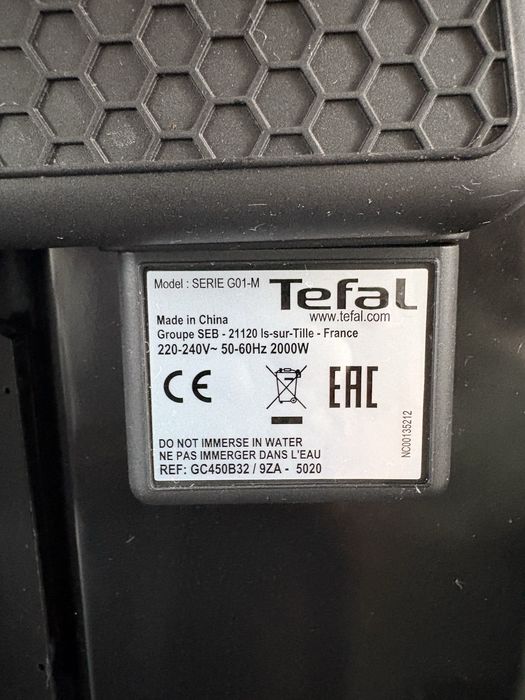 Model : SERIE G01-M
Tefal
www.tefal.com
Made in China
Groupe SEB - 21120 Is-sur-Tille - France
220-240V~ 50-60Hz 2000W
CE
EAC
NC00135212
DO NOT IMMERSE IN WATER
NE PAS IMMERGER DANS L'EAU
REF: GC450B32 / 9ZA - 5020